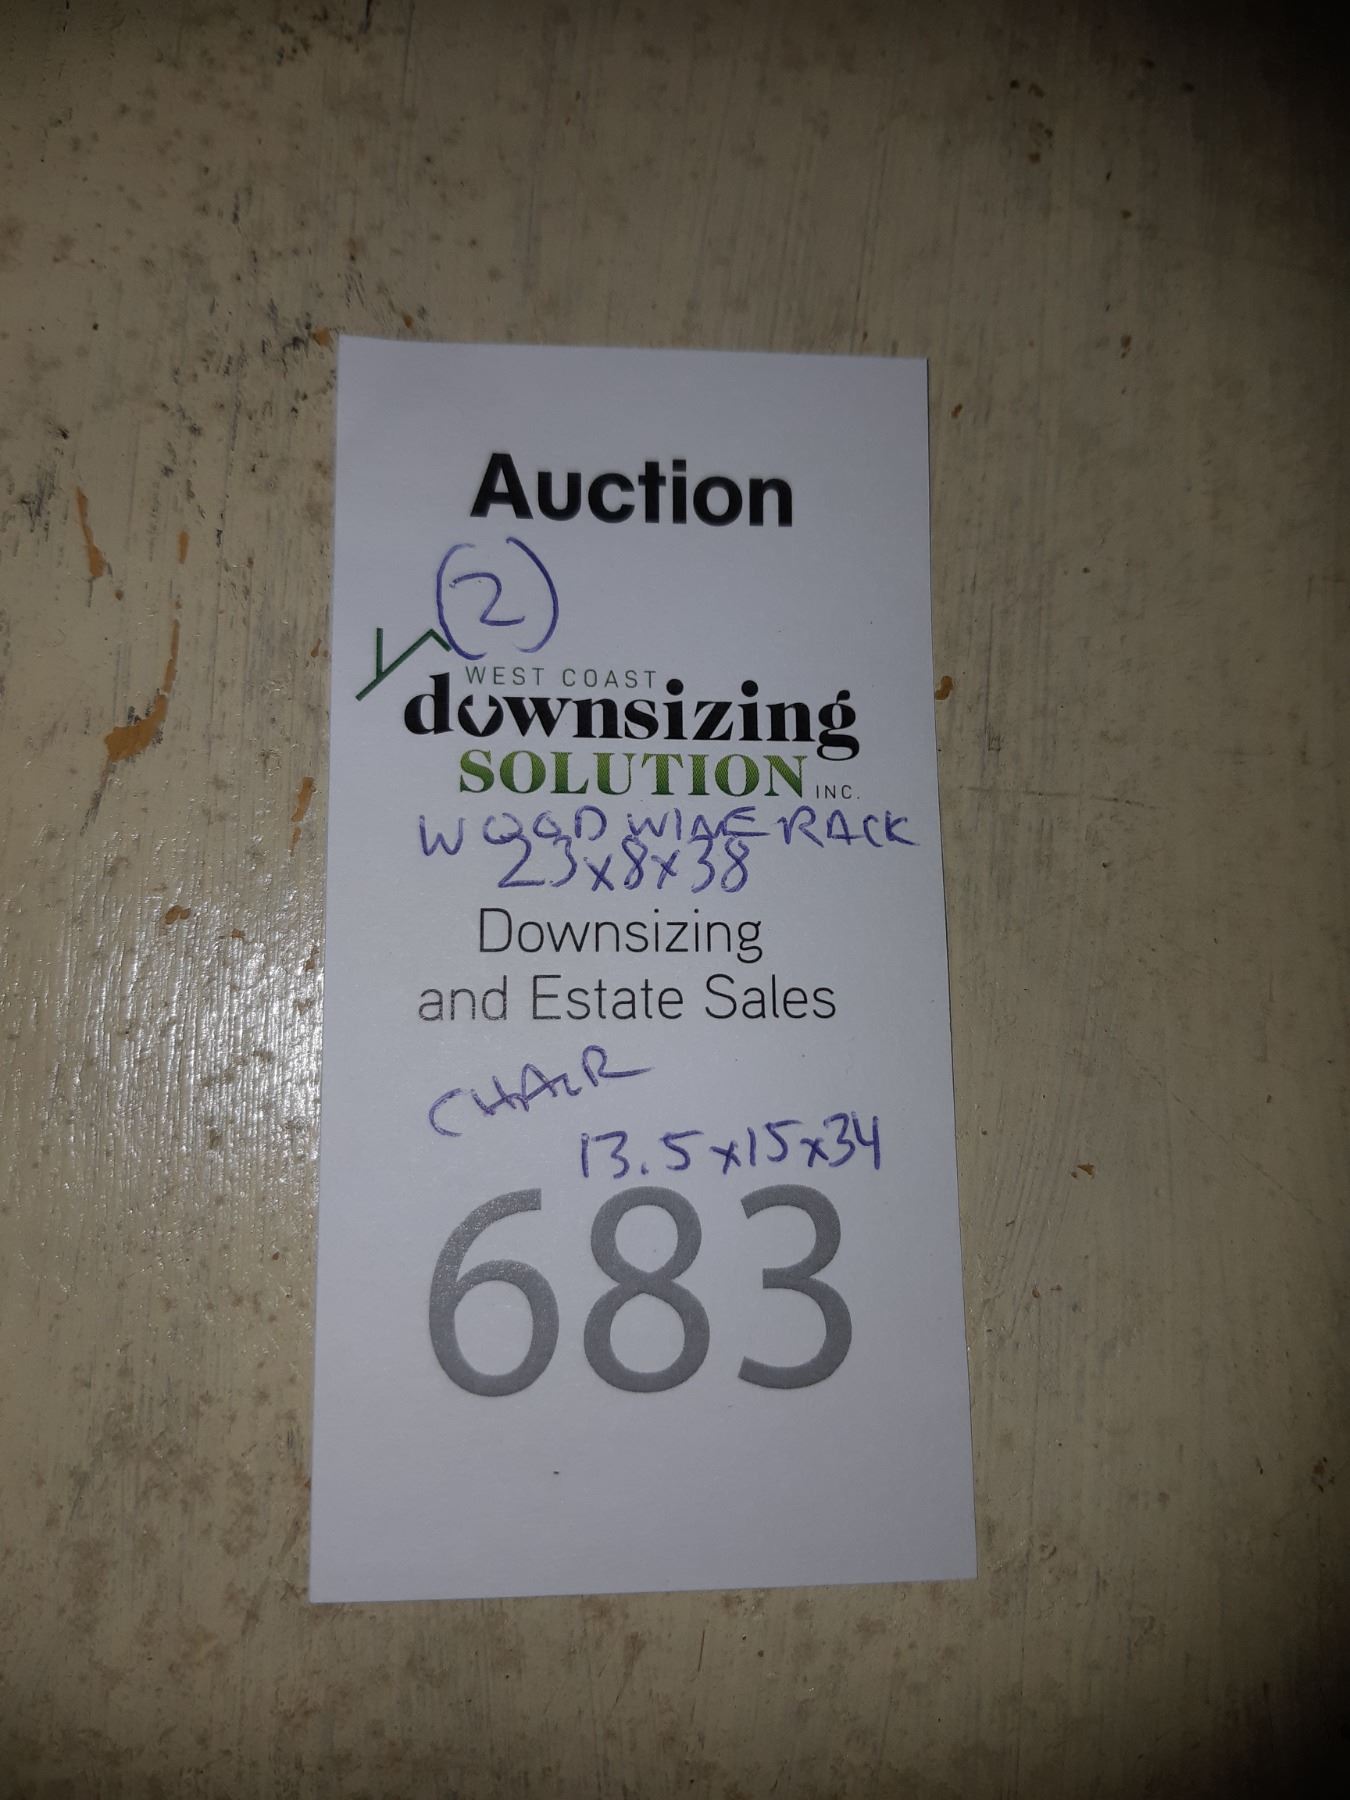 Auction
(2)
WEST COAST
downsizing
SOLUTION INC.
WOOD WINE RACK
23x8x38
Downsizing
and Estate Sales
CHAIR
13.5x15x34
683